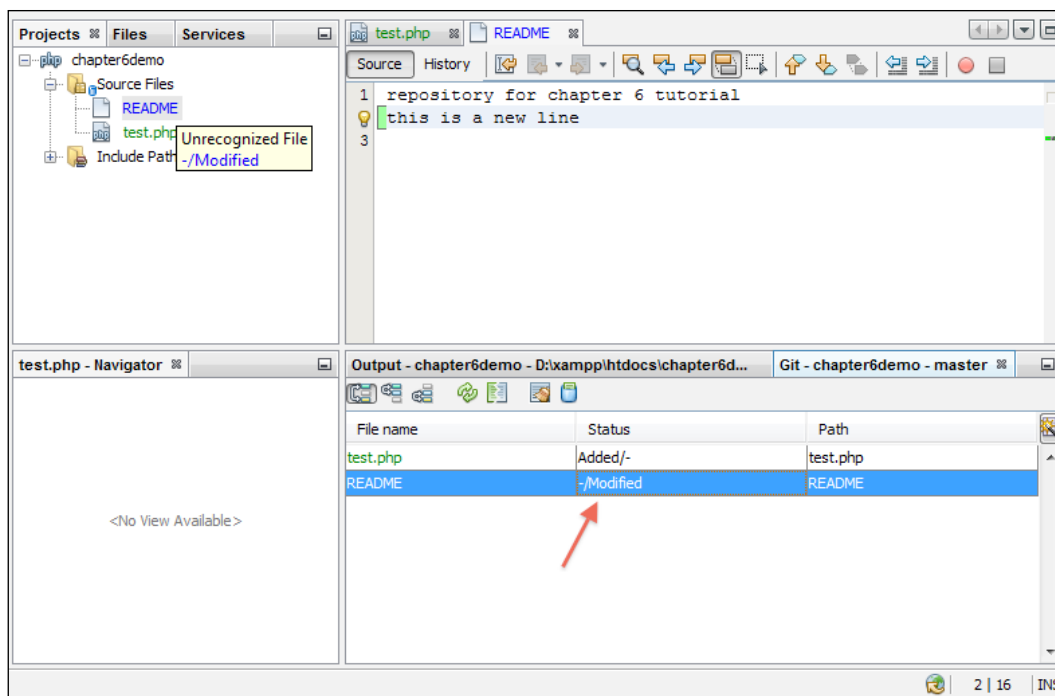 Projects Files Services
chapter6demo
Source Files
README
test.php
Include Path
Unrecognized File
-/Modified
test.php README
Source History
1 repository for chapter 6 tutorial
this is a new line
3
test.php - Navigator
<No View Available>
Output - chapter6demo - D:\xampp\htdocs\chapter6d... Git - chapter6demo - master
File name Status Path
test.php Added/- test.php
README -/Modified README
2 | 16 INS